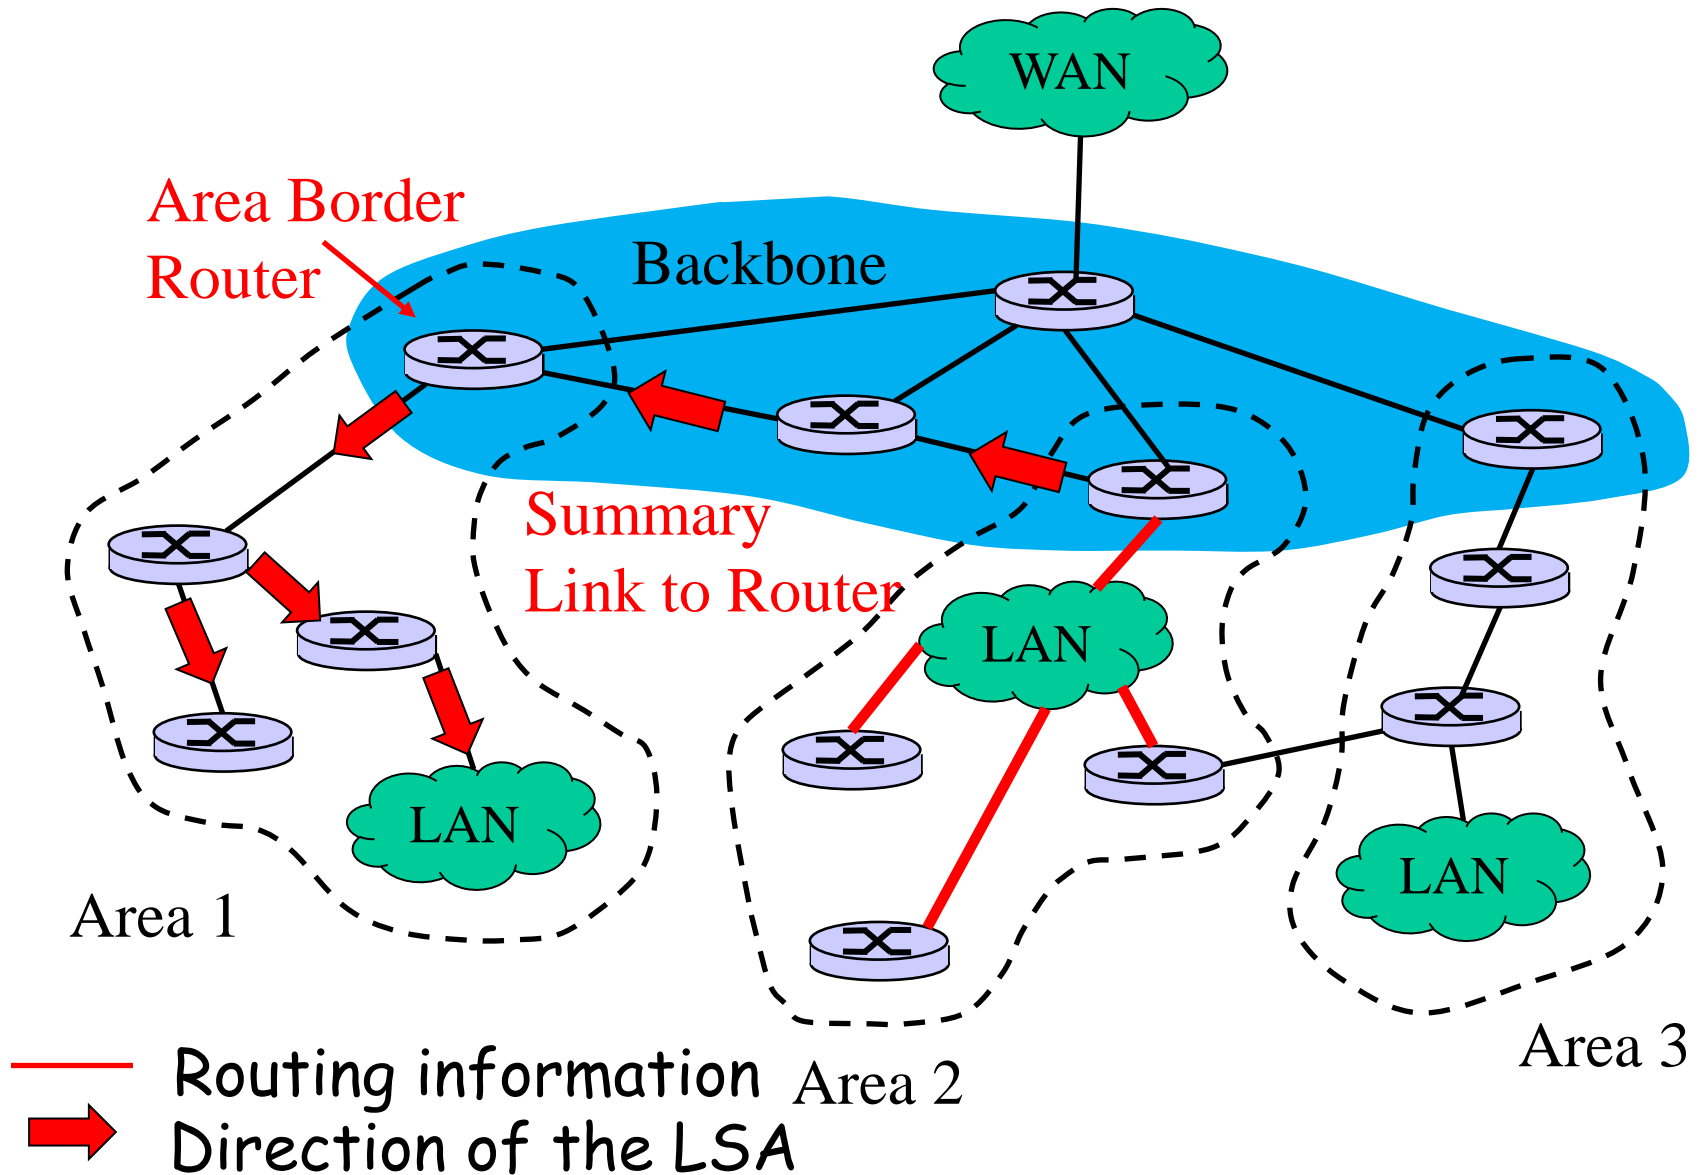 WAN
Area Border
Router
Backbone
Summary
Link to Router
LAN
LAN
LAN
Area 1
Area 2
Area 3
Routing information
Direction of the LSA